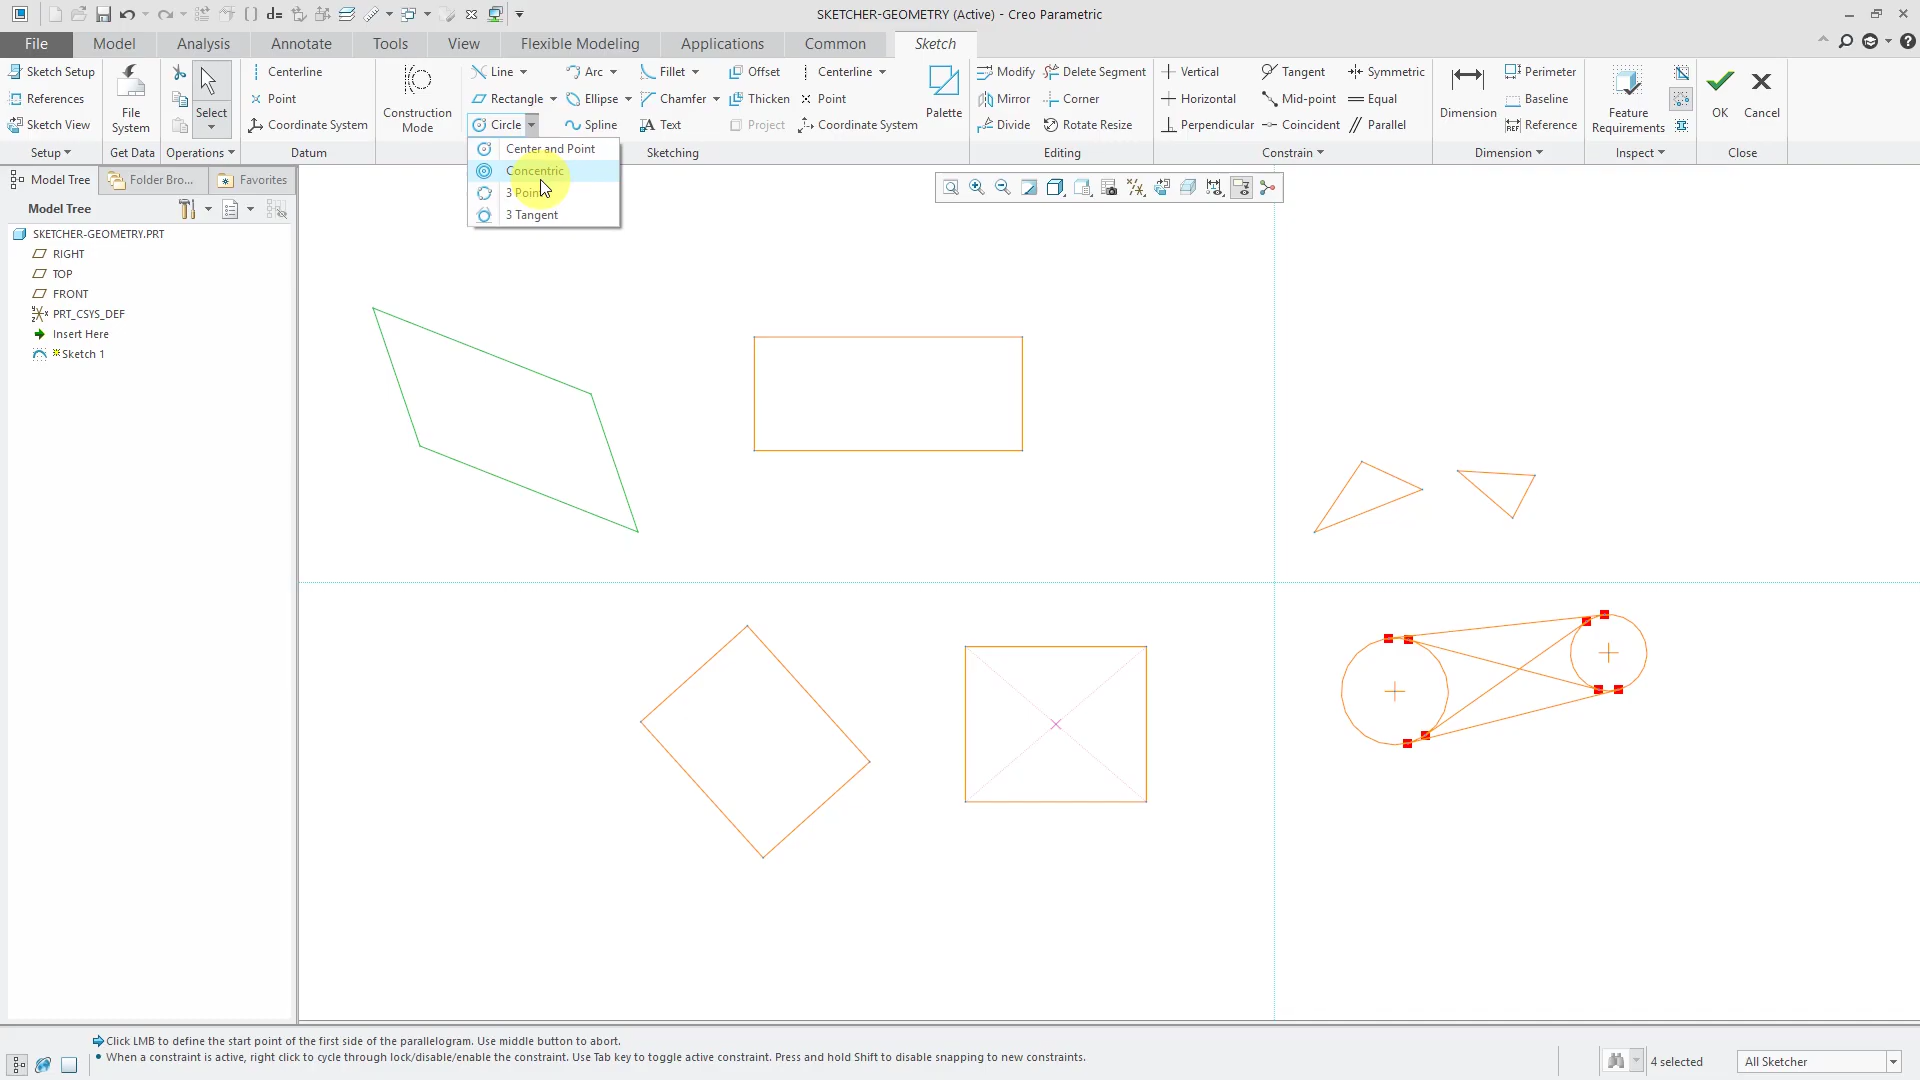 SKETCHER-GEOMETRY (Active) - Creo Parametric
File Model Analysis Annotate Tools View Flexible Modeling Applications Common Sketch
Sketch Setup
References
Sketch View
Setup
File System
Get Data
Select
Operations
Centerline
Point
Coordinate System
Datum
Construction Mode
Line Arc Fillet Offset Centerline
Rectangle Ellipse Chamfer Thicken Point
Circle Spline Text Project Coordinate System
Palette
Sketching
Modify Delete Segment
Mirror Corner
Divide Rotate Resize
Editing
Vertical Tangent Symmetric
Horizontal Mid-point Equal
Perpendicular Coincident Parallel
Constrain
Dimension
Perimeter
Baseline
Reference
Dimension
Feature Requirements
Inspect
OK
Cancel
Close
Center and Point
Concentric
3 Point
3 Tangent
Model Tree Folder Bro... Favorites
Model Tree
SKETCHER-GEOMETRY.PRT
RIGHT
TOP
FRONT
PRT_CSYS_DEF
Insert Here
Sketch 1
Click LMB to define the start point of the first side of the parallelogram. Use middle button to abort.
When a constraint is active, right click to cycle through lock/disable/enable the constraint. Use Tab key to toggle active constraint. Press and hold Shift to disable snapping to new constraints.
4 selected
All Sketcher